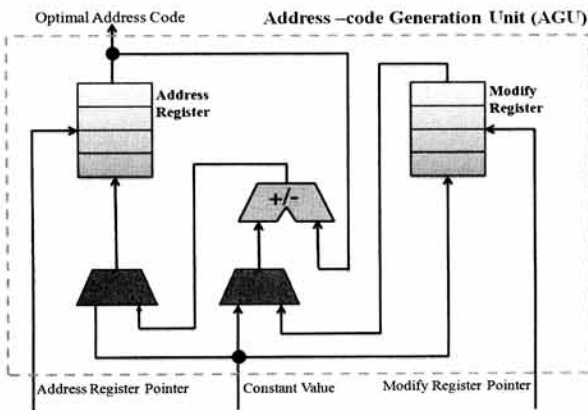 Optimal Address Code
Address –code Generation Unit (AGU)
Address
Register
Modify
Register
+/-
Address Register Pointer
Constant Value
Modify Register Pointer